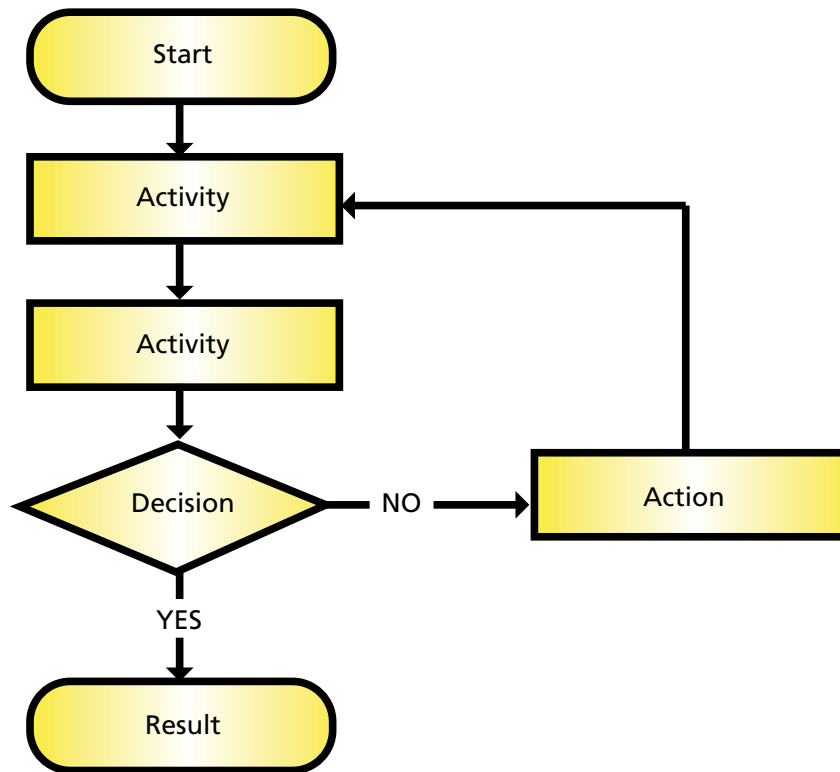 Start
Activity
Activity
Decision
NO
Action
YES
Result